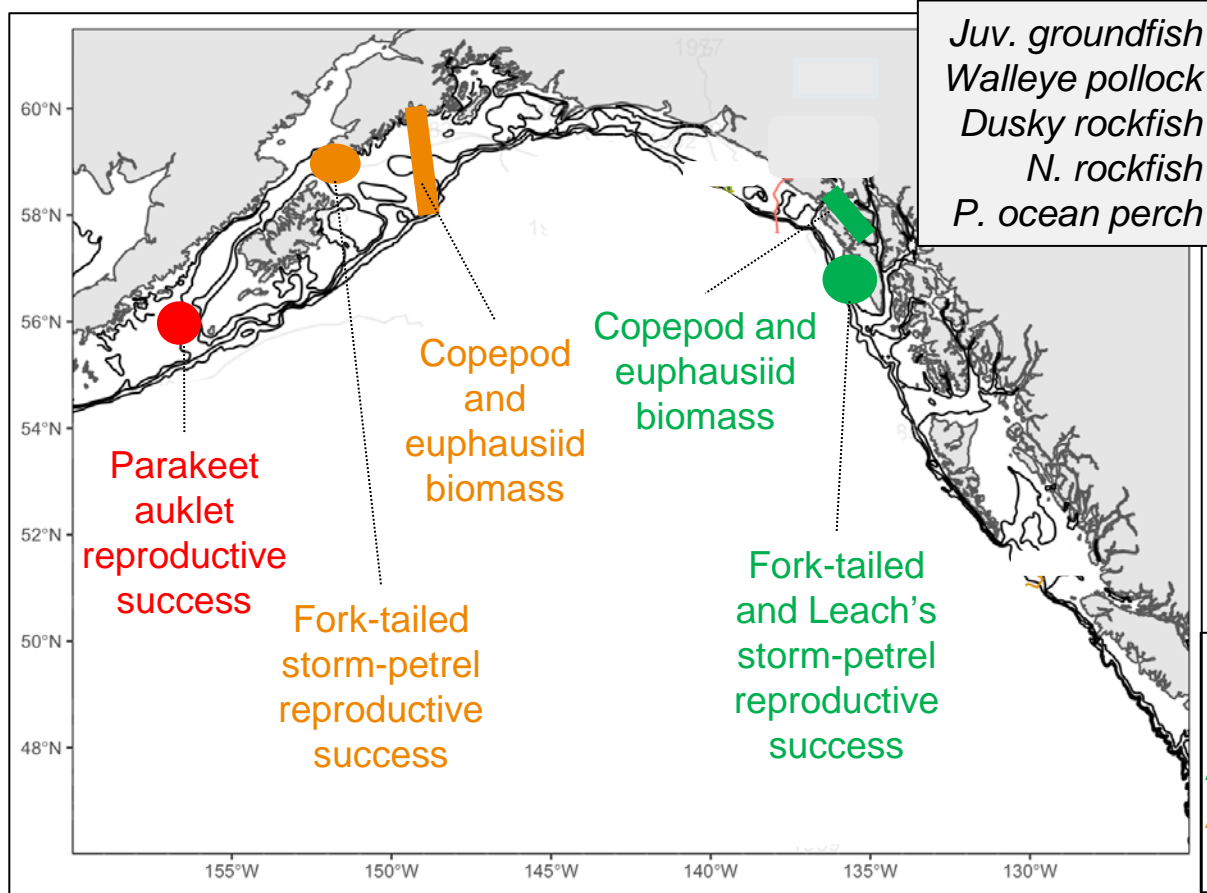 Juv. groundfish
Walleye pollock
Dusky rockfish
N. rockfish
P. ocean perch
60°N
58°N
56°N
54°N
52°N
50°N
48°N
Parakeet
auklet
reproductive
success
Fork-tailed
storm-petrel
reproductive
success
Copepod
and
euphausiid
biomass
Copepod and
euphausiid
biomass
Fork-tailed
and Leach’s
storm-petrel
reproductive
success
155°W
150°W
145°W
140°W
135°W
130°W